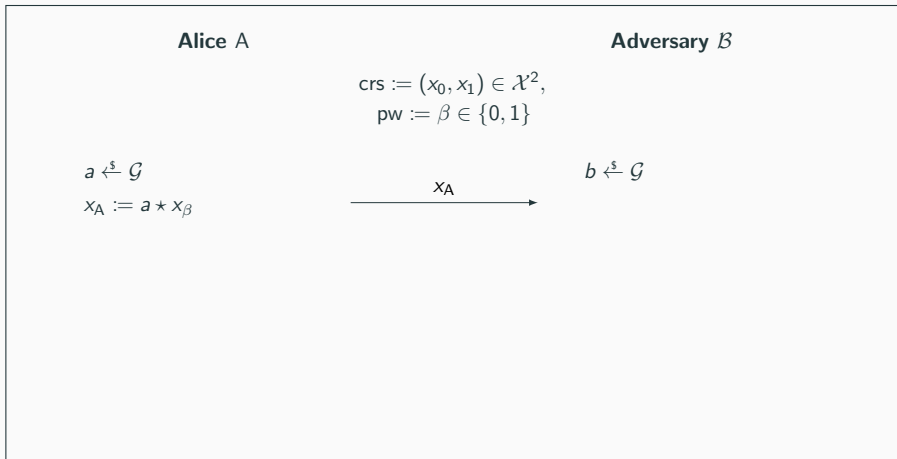 Alice A
Adversary ℬ
crs := (x₀, x₁) ∈ 𝒳²,
pw := β ∈ {0, 1}
a ←$ 𝒢
b ←$ 𝒢
x_A
x_A := a ⋆ x_β